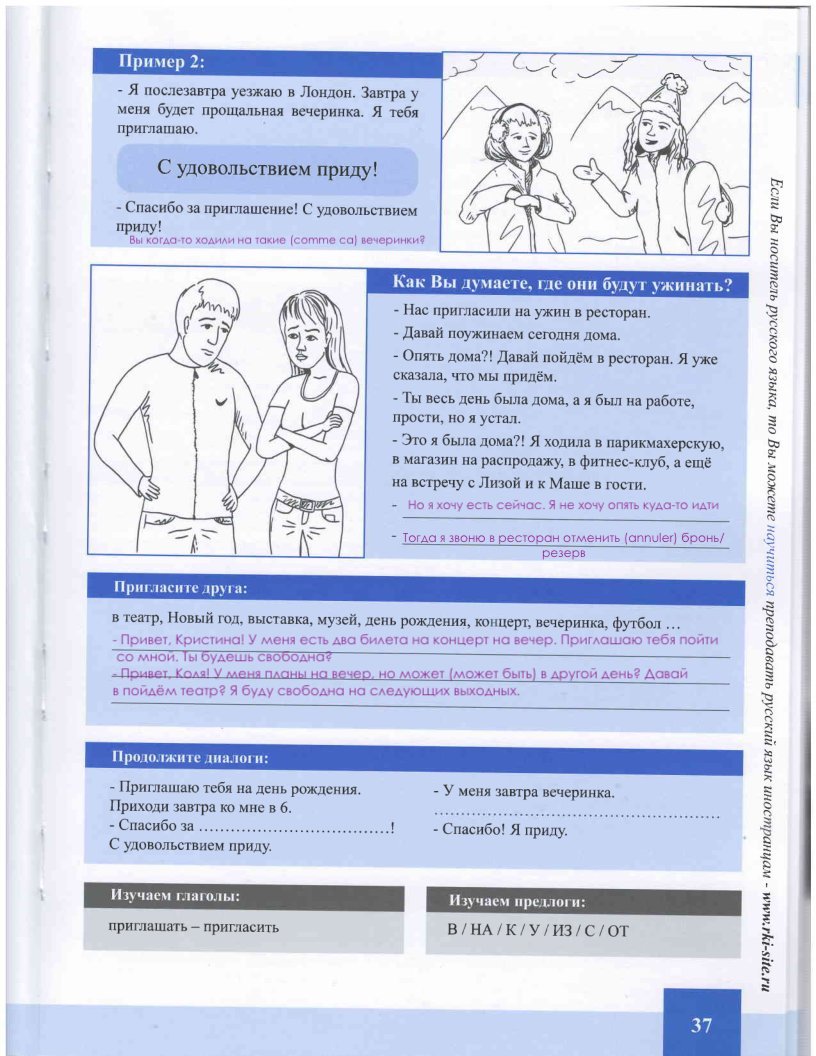 Пример 2:
- Я послезавтра уезжаю в Лондон. Завтра у
меня будет прощальная вечеринка. Я тебя
приглашаю.
С удовольствием приду!
- Спасибо за приглашение! С удовольствием
приду!
Вы когда-то ходили на такие (comme ca) вечеринки?
Как Вы думаете, где они будут ужинать?
- Нас пригласили на ужин в ресторан.
- Давай поужинаем сегодня дома.
- Опять дома?! Давай пойдём в ресторан. Я уже
сказала, что мы придём.
- Ты весь день была дома, а я был на работе,
прости, но я устал.
- Это я была дома?! Я ходила в парикмахерскую,
в магазин на распродажу, в фитнес-клуб, а ещё
на встречу с Лизой и к Маше в гости.
- Но я хочу есть сейчас. Я не хочу опять куда-то идти
- Тогда я звоню в ресторан отменить (annuler) бронь/
резерв
Пригласите друга:
в театр, Новый год, выставка, музей, день рождения, концерт, вечеринка, футбол ...
- Привет, Кристина! У меня есть два билета на концерт на вечер. Приглашаю тебя пойти
со мной. Ты будешь свободна?
- Привет, Коля! У меня планы на вечер, но может (может быть) в другой день? Давай
в пойдём театр? Я буду свободна на следующих выходных.
Продолжите диалоги:
- Приглашаю тебя на день рождения.
Приходи завтра ко мне в 6.
- Спасибо за ......................................!
С удовольствием приду.
- У меня завтра вечеринка.
.........................................................
- Спасибо! Я приду.
Изучаем глаголы:
приглашать – пригласить
Изучаем предлоги:
В / НА / К / У / ИЗ / С / ОТ
Если Вы носитель русского языка, то Вы можете научиться преподавать русский язык иностранцам - www.rki-site.ru
37